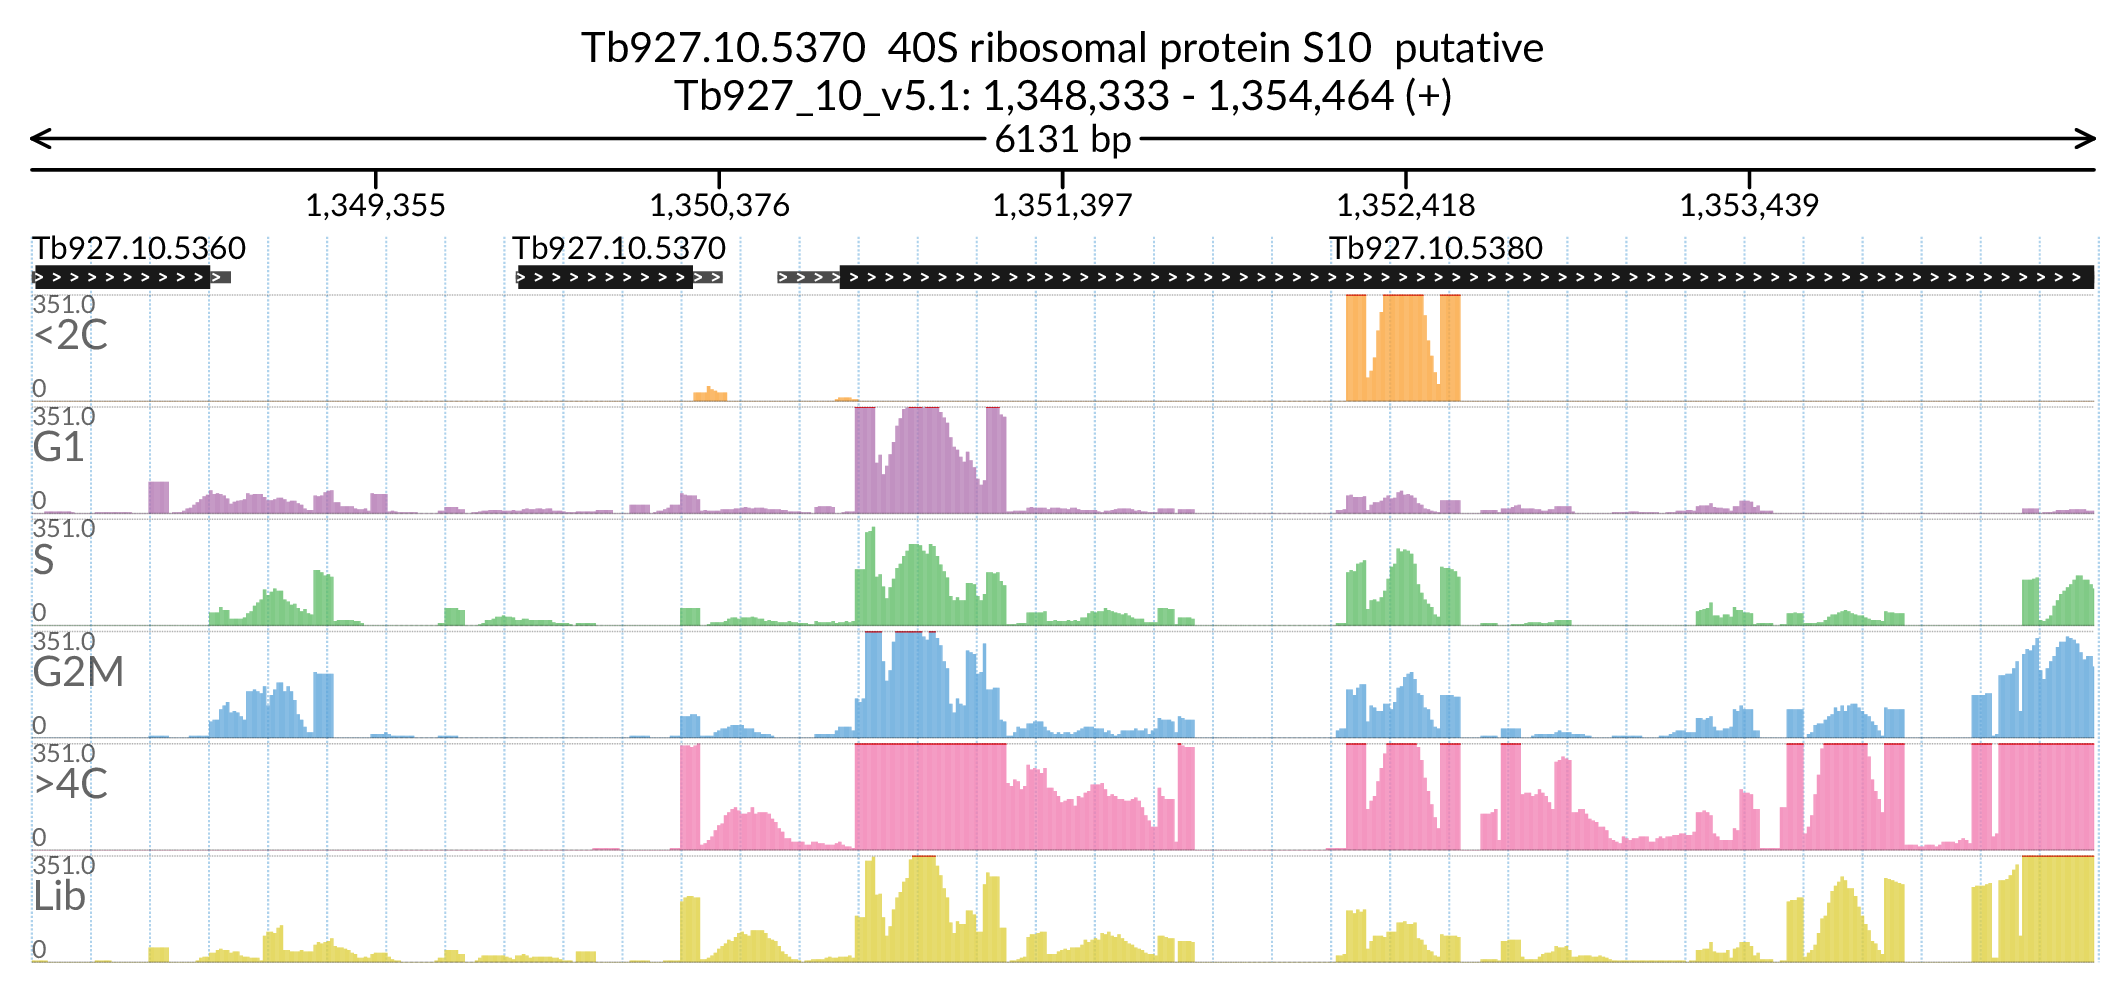 Tb927.10.5370 40S ribosomal protein S10 putative
Tb927_10_v5.1: 1,348,333 - 1,354,464 (+)
6131 bp
1,349,355 1,350,376 1,351,397 1,352,418 1,353,439
Tb927.10.5360 Tb927.10.5370 Tb927.10.5380
351.0
<2C
0
351.0
G1
0
351.0
S
0
351.0
G2M
0
351.0
>4C
0
351.0
Lib
0